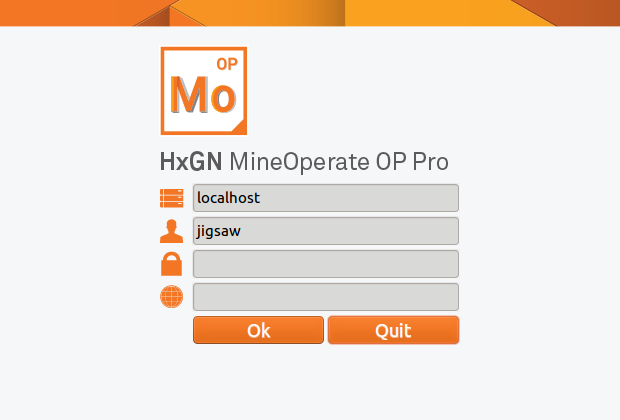 OP
Mo
HxGN MineOperate OP Pro
localhost
jigsaw
Ok Quit